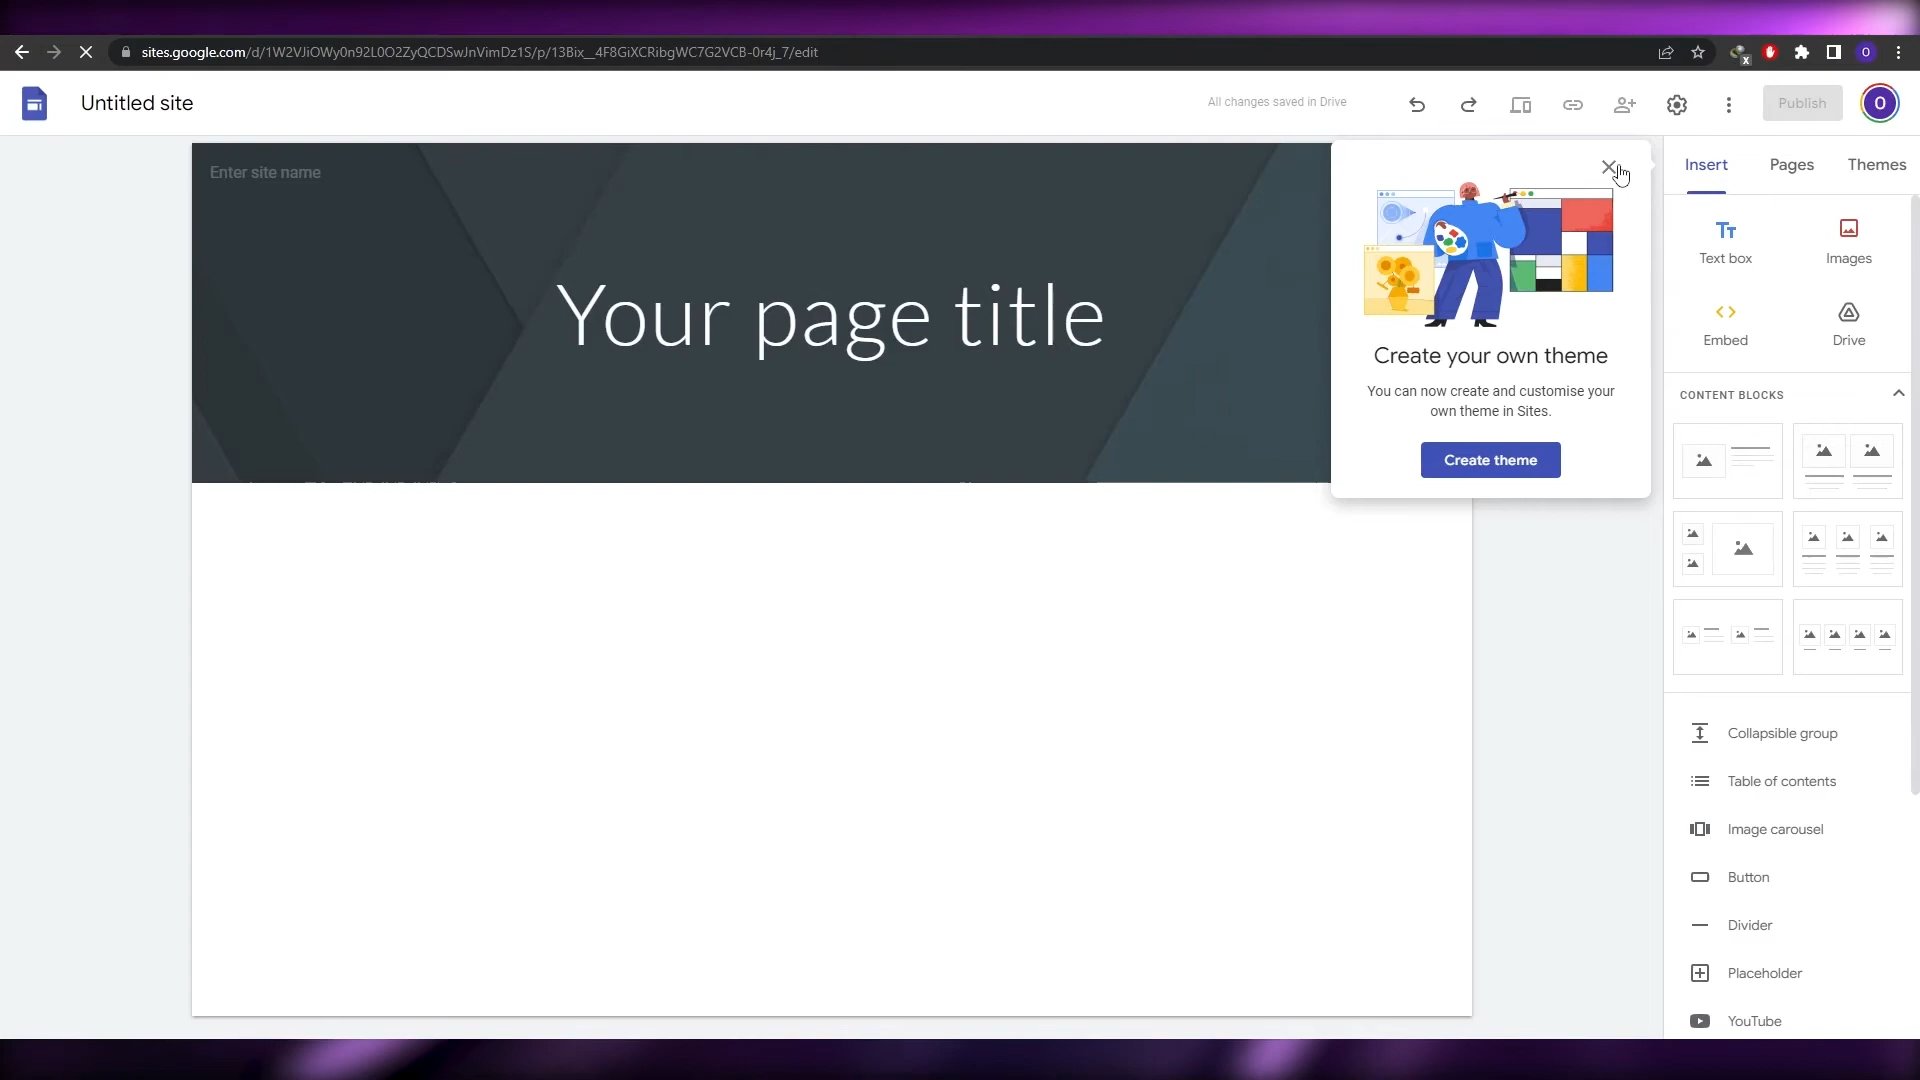 sites.google.com/d/1W2VJiOWy0n92L0O2ZyQCDSwJnVimDz1S/p/13Bix__4F8GiXCRibgWC7G2VCB-0r4j_7/edit
x
O
Untitled site
All changes saved in Drive
Publish
O
Enter site name
Your page title
Create your own theme
You can now create and customise your
own theme in Sites.
Create theme
Insert
Pages
Themes
Text box
Images
Embed
Drive
CONTENT BLOCKS
Collapsible group
Table of contents
Image carousel
Button
Divider
Placeholder
YouTube